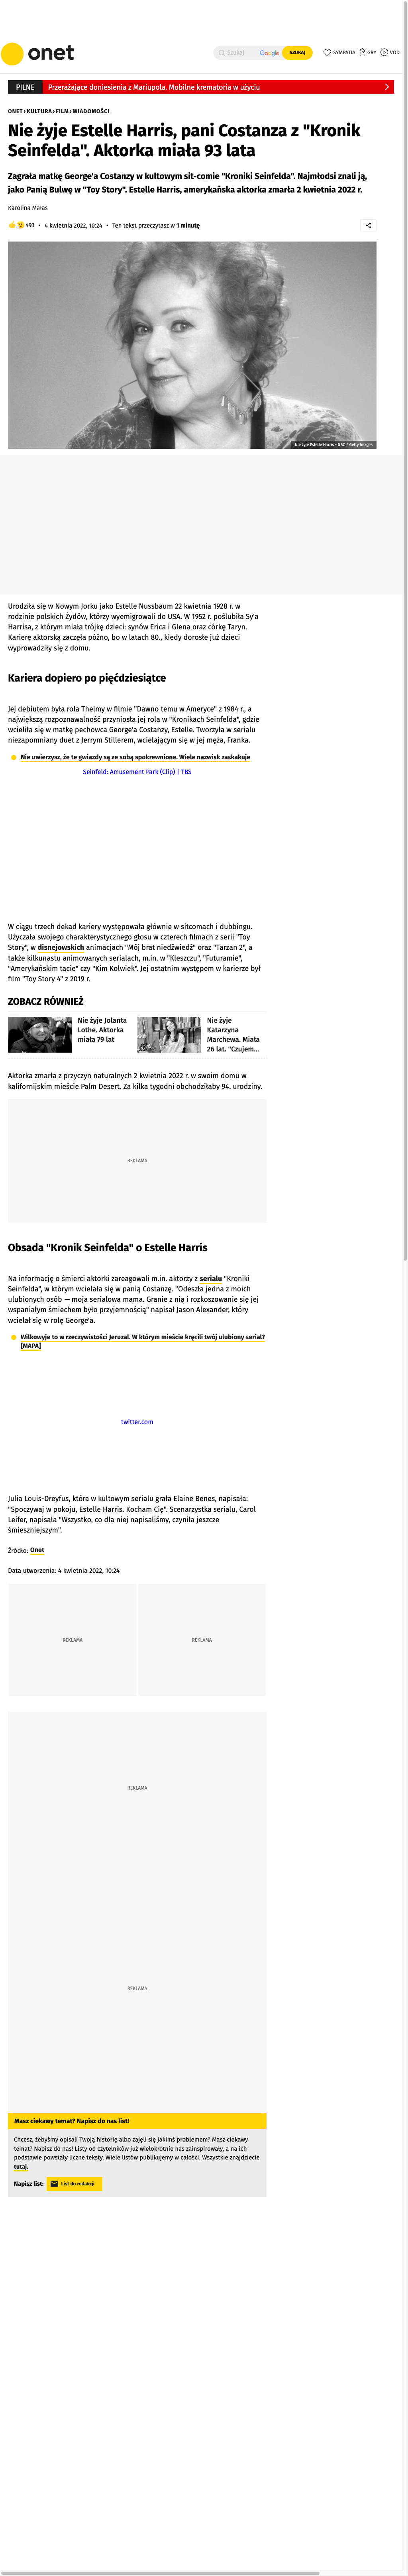 onet
Szukaj
Google
SZUKAJ
SYMPATIA
GRY
VOD
PILNE
Przerażające doniesienia z Mariupola. Mobilne krematoria w użyciu
ONET › KULTURA › FILM › WIADOMOŚCI
Nie żyje Estelle Harris, pani Costanza z "Kronik
Seinfelda". Aktorka miała 93 lata
Zagrała matkę George'a Costanzy w kultowym sit-comie "Kroniki Seinfelda". Najmłodsi znali ją,
jako Panią Bulwę w "Toy Story". Estelle Harris, amerykańska aktorka zmarła 2 kwietnia 2022 r.
Karolina Małas
493 • 4 kwietnia 2022, 10:24 • Ten tekst przeczytasz w 1 minutę
Nie żyje Estelle Harris - NBC / Getty Images
Urodziła się w Nowym Jorku jako Estelle Nussbaum 22 kwietnia 1928 r. w
rodzinie polskich Żydów, którzy wyemigrowali do USA. W 1952 r. poślubiła Sy'a
Harrisa, z którym miała trójkę dzieci: synów Erica i Glena oraz córkę Taryn.
Karierę aktorską zaczęła późno, bo w latach 80., kiedy dorosłe już dzieci
wyprowadziły się z domu.
Kariera dopiero po pięćdziesiątce
Jej debiutem była rola Thelmy w filmie "Dawno temu w Ameryce" z 1984 r., a
największą rozpoznawalność przyniosła jej rola w "Kronikach Seinfelda", gdzie
wcieliła się w matkę pechowca George'a Costanzy, Estelle. Tworzyła w serialu
niezapomniany duet z Jerrym Stillerem, wcielającym się w jej męża, Franka.
Nie uwierzysz, że te gwiazdy są ze sobą spokrewnione. Wiele nazwisk zaskakuje
Seinfeld: Amusement Park (Clip) | TBS
W ciągu trzech dekad kariery występowała głównie w sitcomach i dubbingu.
Użyczała swojego charakterystycznego głosu w czterech filmach z serii "Toy
Story", w disnejowskich animacjach "Mój brat niedźwiedź" oraz "Tarzan 2", a
także kilkunastu animowanych serialach, m.in. w "Kleszczu", "Futuramie",
"Amerykańskim tacie" czy "Kim Kolwiek". Jej ostatnim występem w karierze był
film "Toy Story 4" z 2019 r.
ZOBACZ RÓWNIEŻ
Nie żyje Jolanta
Lothe. Aktorka
miała 79 lat
Nie żyje
Katarzyna
Marchewa. Miała
26 lat. "Czujem...
Aktorka zmarła z przyczyn naturalnych 2 kwietnia 2022 r. w swoim domu w
kalifornijskim mieście Palm Desert. Za kilka tygodni obchodziłaby 94. urodziny.
REKLAMA
Obsada "Kronik Seinfelda" o Estelle Harris
Na informację o śmierci aktorki zareagowali m.in. aktorzy z serialu "Kroniki
Seinfelda", w którym wcielała się w panią Costanzę. "Odeszła jedna z moich
ulubionych osób — moja serialowa mama. Granie z nią i rozkoszowanie się jej
wspaniałym śmiechem było przyjemnością" napisał Jason Alexander, który
wcielał się w rolę George'a.
Wilkowyje to w rzeczywistości Jeruzal. W którym mieście kręcili twój ulubiony serial?
[MAPA]
twitter.com
Julia Louis-Dreyfus, która w kultowym serialu grała Elaine Benes, napisała:
"Spoczywaj w pokoju, Estelle Harris. Kocham Cię". Scenarzystka serialu, Carol
Leifer, napisała "Wszystko, co dla niej napisaliśmy, czyniła jeszcze
śmieszniejszym".
Źródło: Onet
Data utworzenia: 4 kwietnia 2022, 10:24
REKLAMA
REKLAMA
REKLAMA
REKLAMA
Masz ciekawy temat? Napisz do nas list!
Chcesz, żebyśmy opisali Twoją historię albo zajęli się jakimś problemem? Masz ciekawy
temat? Napisz do nas! Listy od czytelników już wielokrotnie nas zainspirowały, a na ich
podstawie powstały liczne teksty. Wiele listów publikujemy w całości. Wszystkie znajdziecie
tutaj.
Napisz list:
List do redakcji